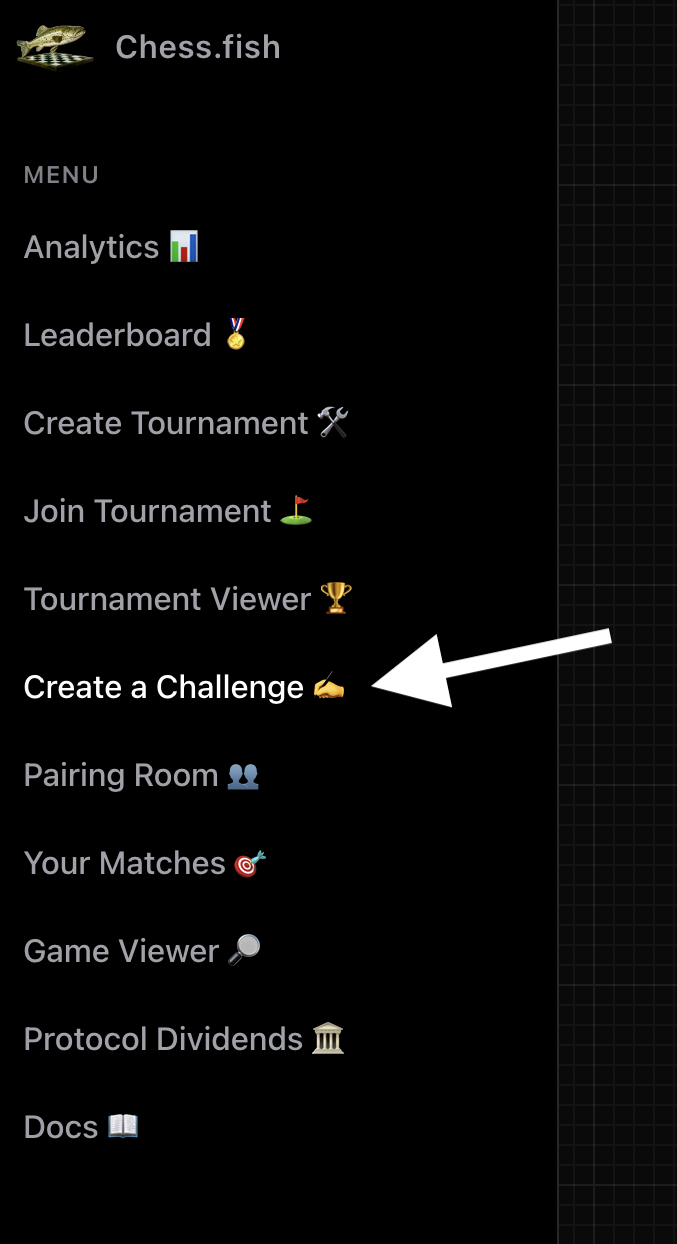 Chess.fish
MENU
Analytics 📊
Leaderboard 🏅
Create Tournament 🛠️
Join Tournament ⛳
Tournament Viewer 🏆
Create a Challenge ✍️
Pairing Room 👥
Your Matches 🎯
Game Viewer 🔎
Protocol Dividends 🏛️
Docs 📖